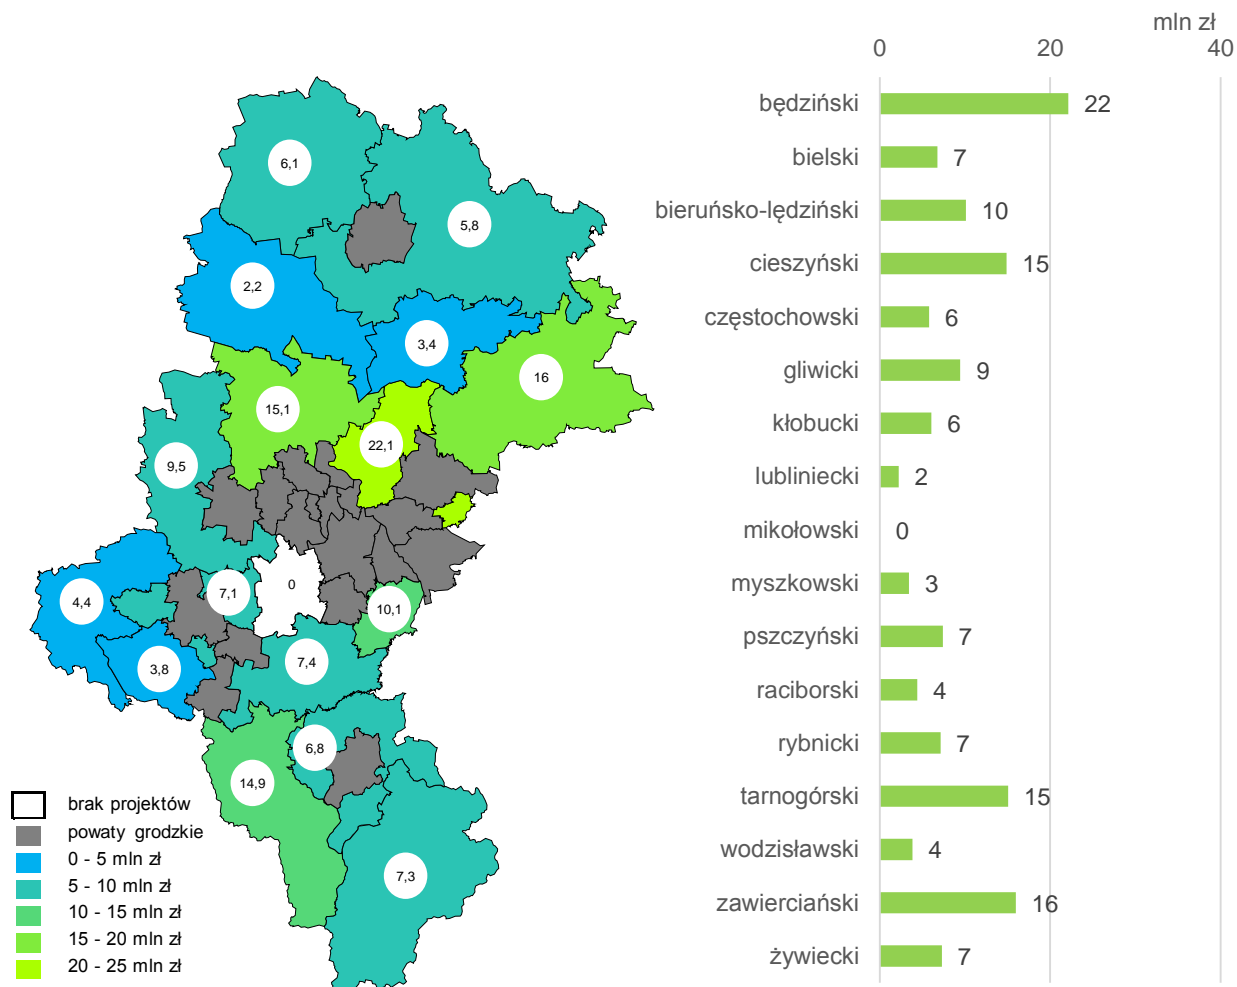 6,1
5,8
2,2
3,4
16
15,1
22,1
9,5
0
7,1
4,4
10,1
3,8
7,4
6,8
14,9
7,3
brak projektów
powaty grodzkie
0 - 5 mln zł
5 - 10 mln zł
10 - 15 mln zł
15 - 20 mln zł
20 - 25 mln zł
mln zł
0 20 40
będziński 22
bielski 7
bieruńsko-lędziński 10
cieszyński 15
częstochowski 6
gliwicki 9
kłobucki 6
lubliniecki 2
mikołowski 0
myszkowski 3
pszczyński 7
raciborski 4
rybnicki 7
tarnogórski 15
wodzisławski 4
zawierciański 16
żywiecki 7